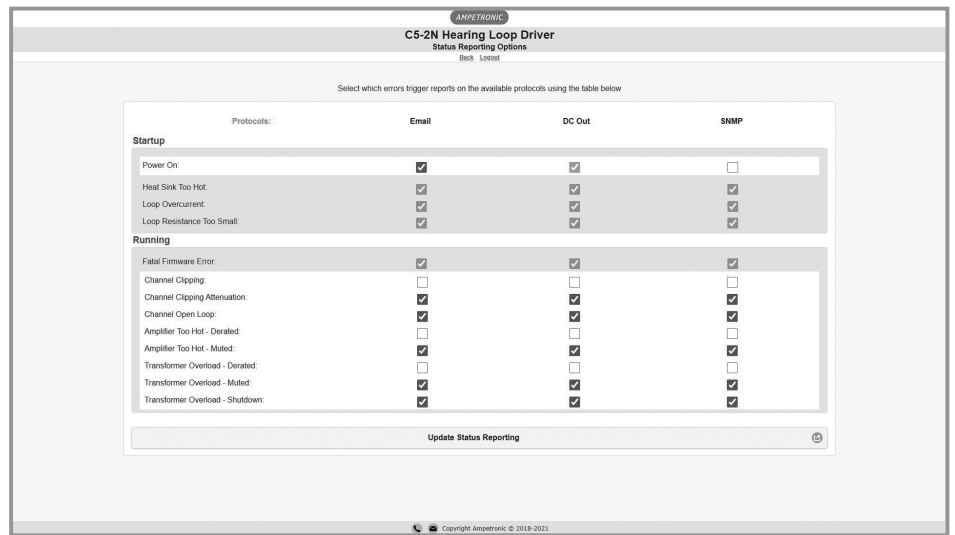 AMPETRONIC
C5-2N Hearing Loop Driver
Status Reporting Options
Back Logout
Select which errors trigger reports on the available protocols using the table below
Protocols: Email DC Out SNMP
Startup
Power On:
Heat Sink Too Hot:
Loop Overcurrent:
Loop Resistance Too Small:
Running
Fatal Firmware Error:
Channel Clipping:
Channel Clipping Attenuation:
Channel Open Loop:
Amplifier Too Hot - Derated:
Amplifier Too Hot - Muted:
Transformer Overload - Derated:
Transformer Overload - Muted:
Transformer Overload - Shutdown:
Update Status Reporting
Copyright Ampetronic © 2018-2021